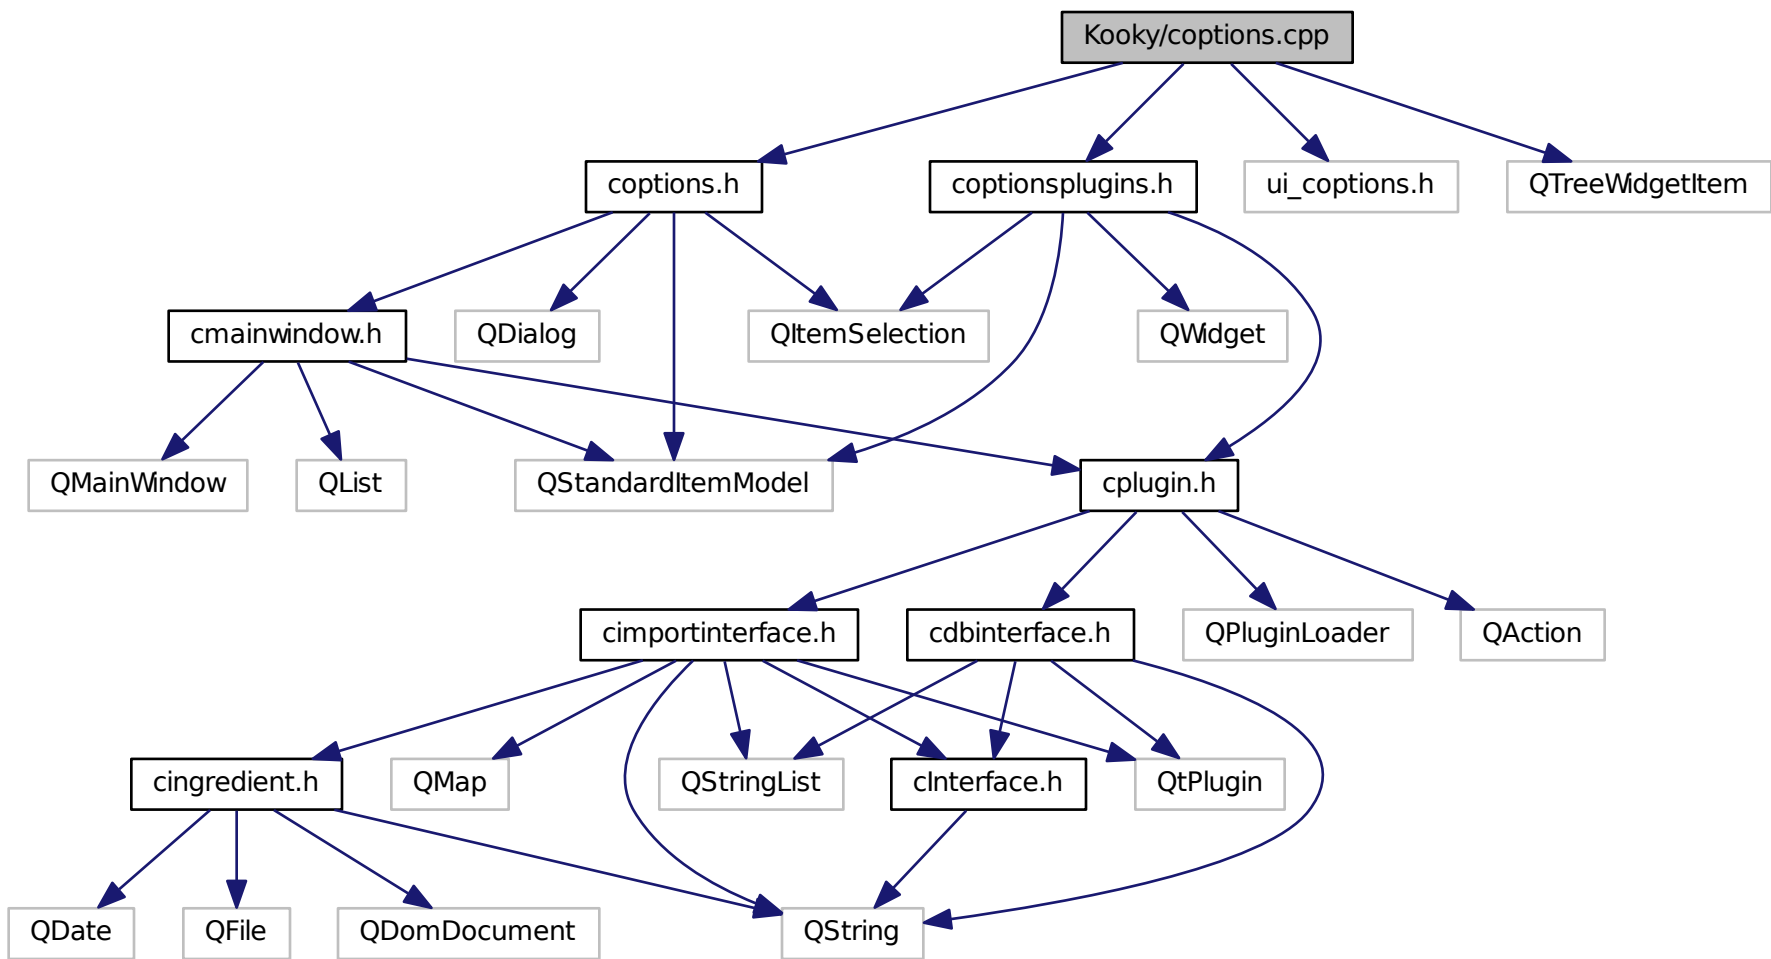 Kooky/coptions.cpp
coptions.h
coptionsplugins.h
ui_coptions.h
QTreeWidgetItem
cmainwindow.h
QDialog
QItemSelection
QWidget
QMainWindow
QList
QStandardItemModel
cplugin.h
cimportinterface.h
cdbinterface.h
QPluginLoader
QAction
cingredient.h
QMap
QStringList
cInterface.h
QtPlugin
QDate
QFile
QDomDocument
QString